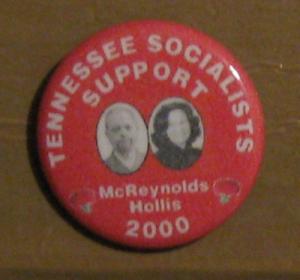 TENNESSEE SOCIALISTS
SUPPORT
McReynolds
Hollis
2000